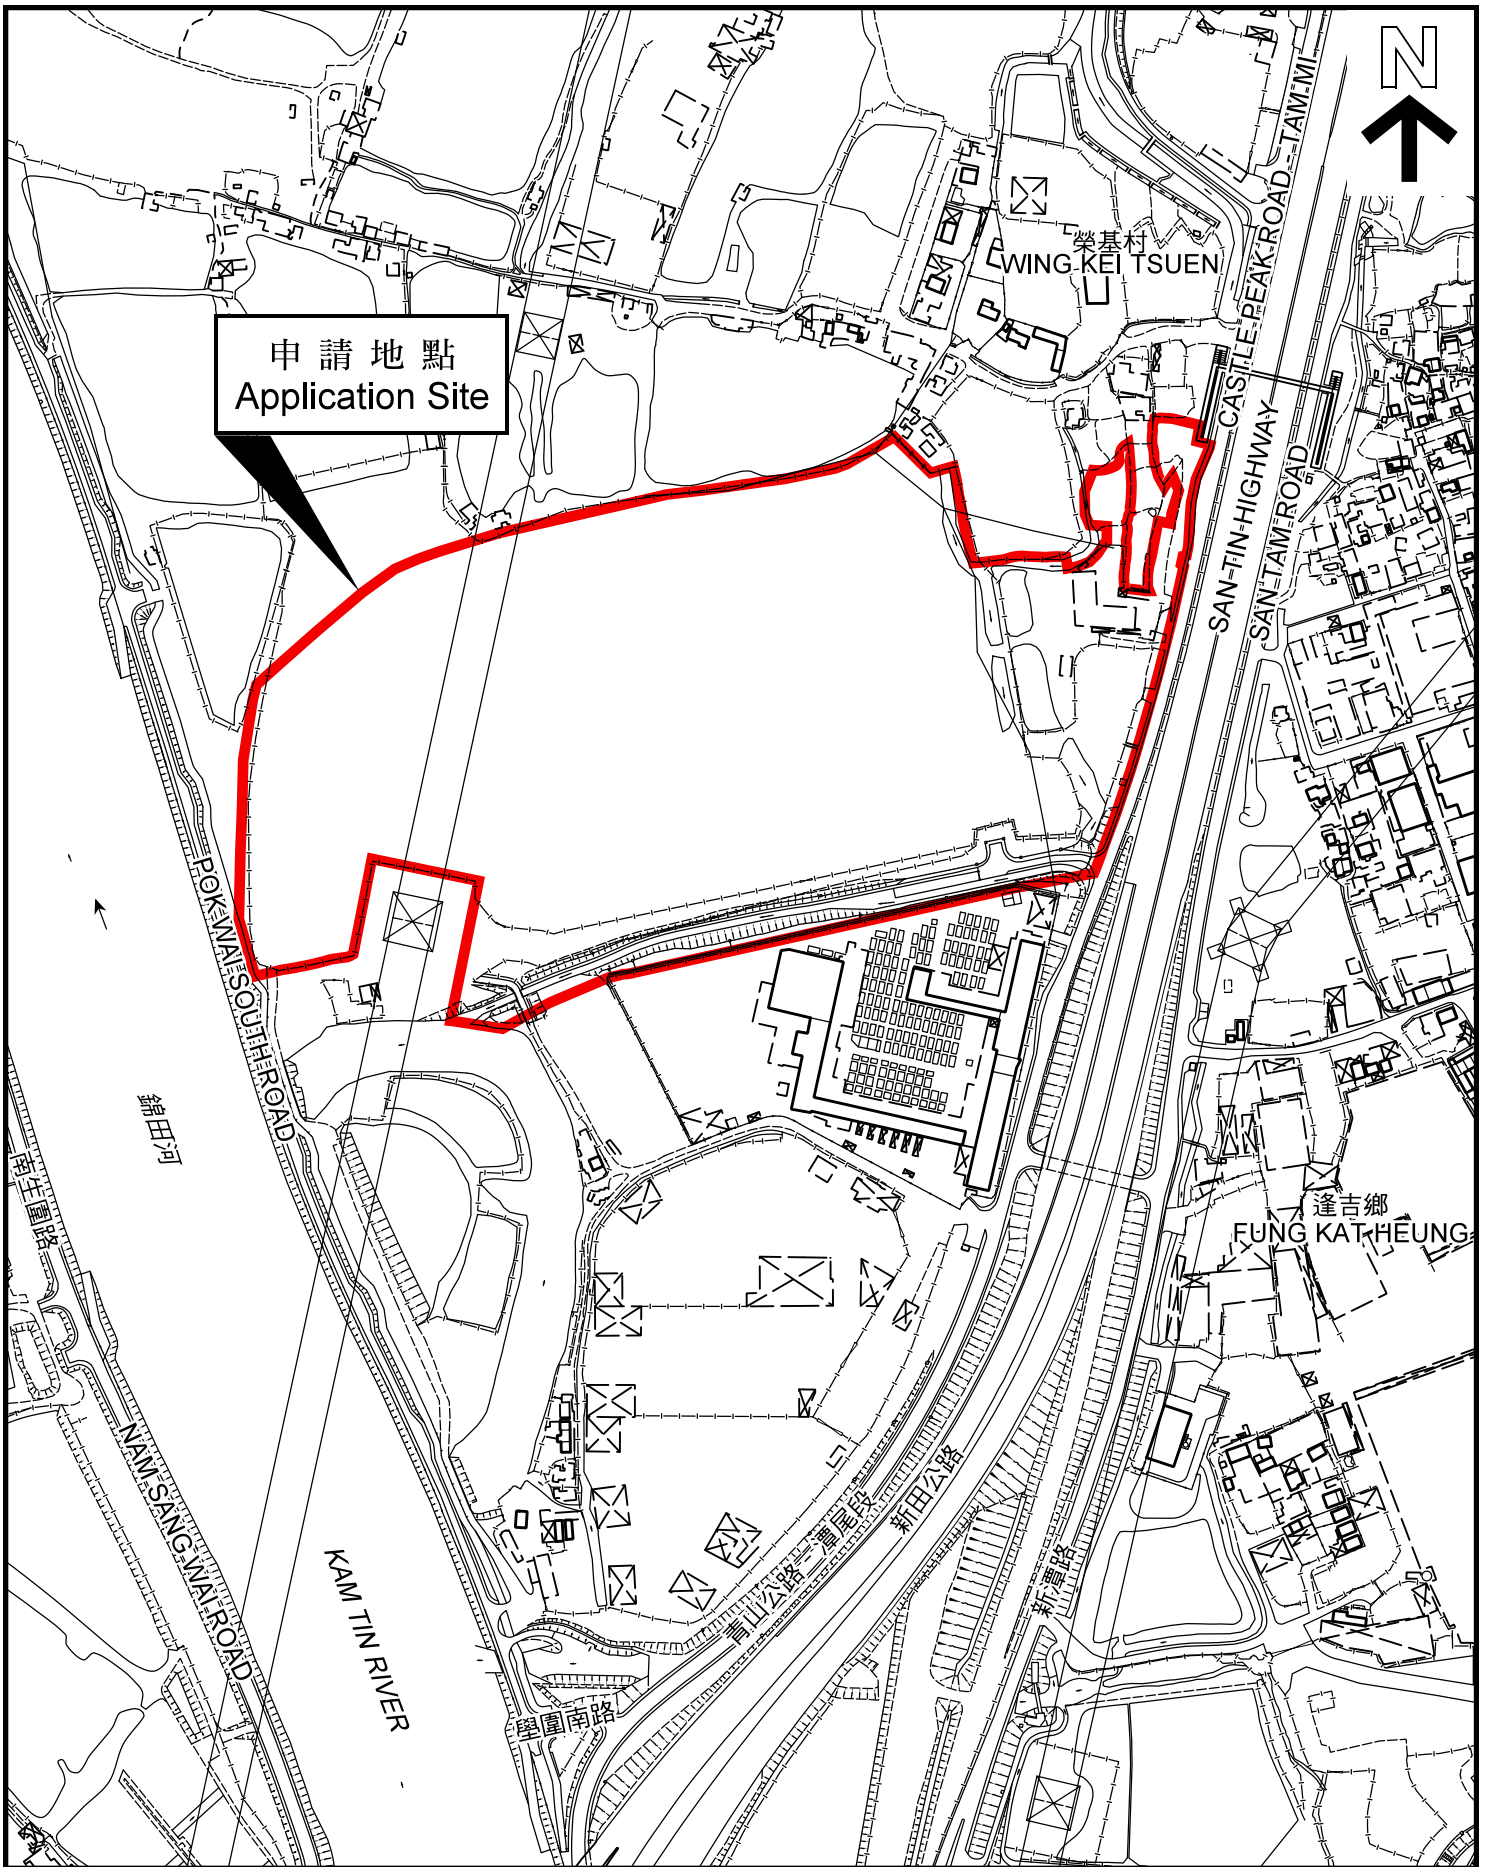 N
榮基村
WING KEI TSUEN
CASTLE PEAK ROAD - TAM MI
申請地點
Application Site
SAN TIN HIGHWAY
SAN TAM ROAD
POK WAI SOUTH ROAD
錦田河
南生圍路
逢吉鄉
FUNG KAT HEUNG
NAM SANG WAI ROAD
KAM TIN RIVER
新田公路
青山公路-潭尾段
新潭路
壆圍南路